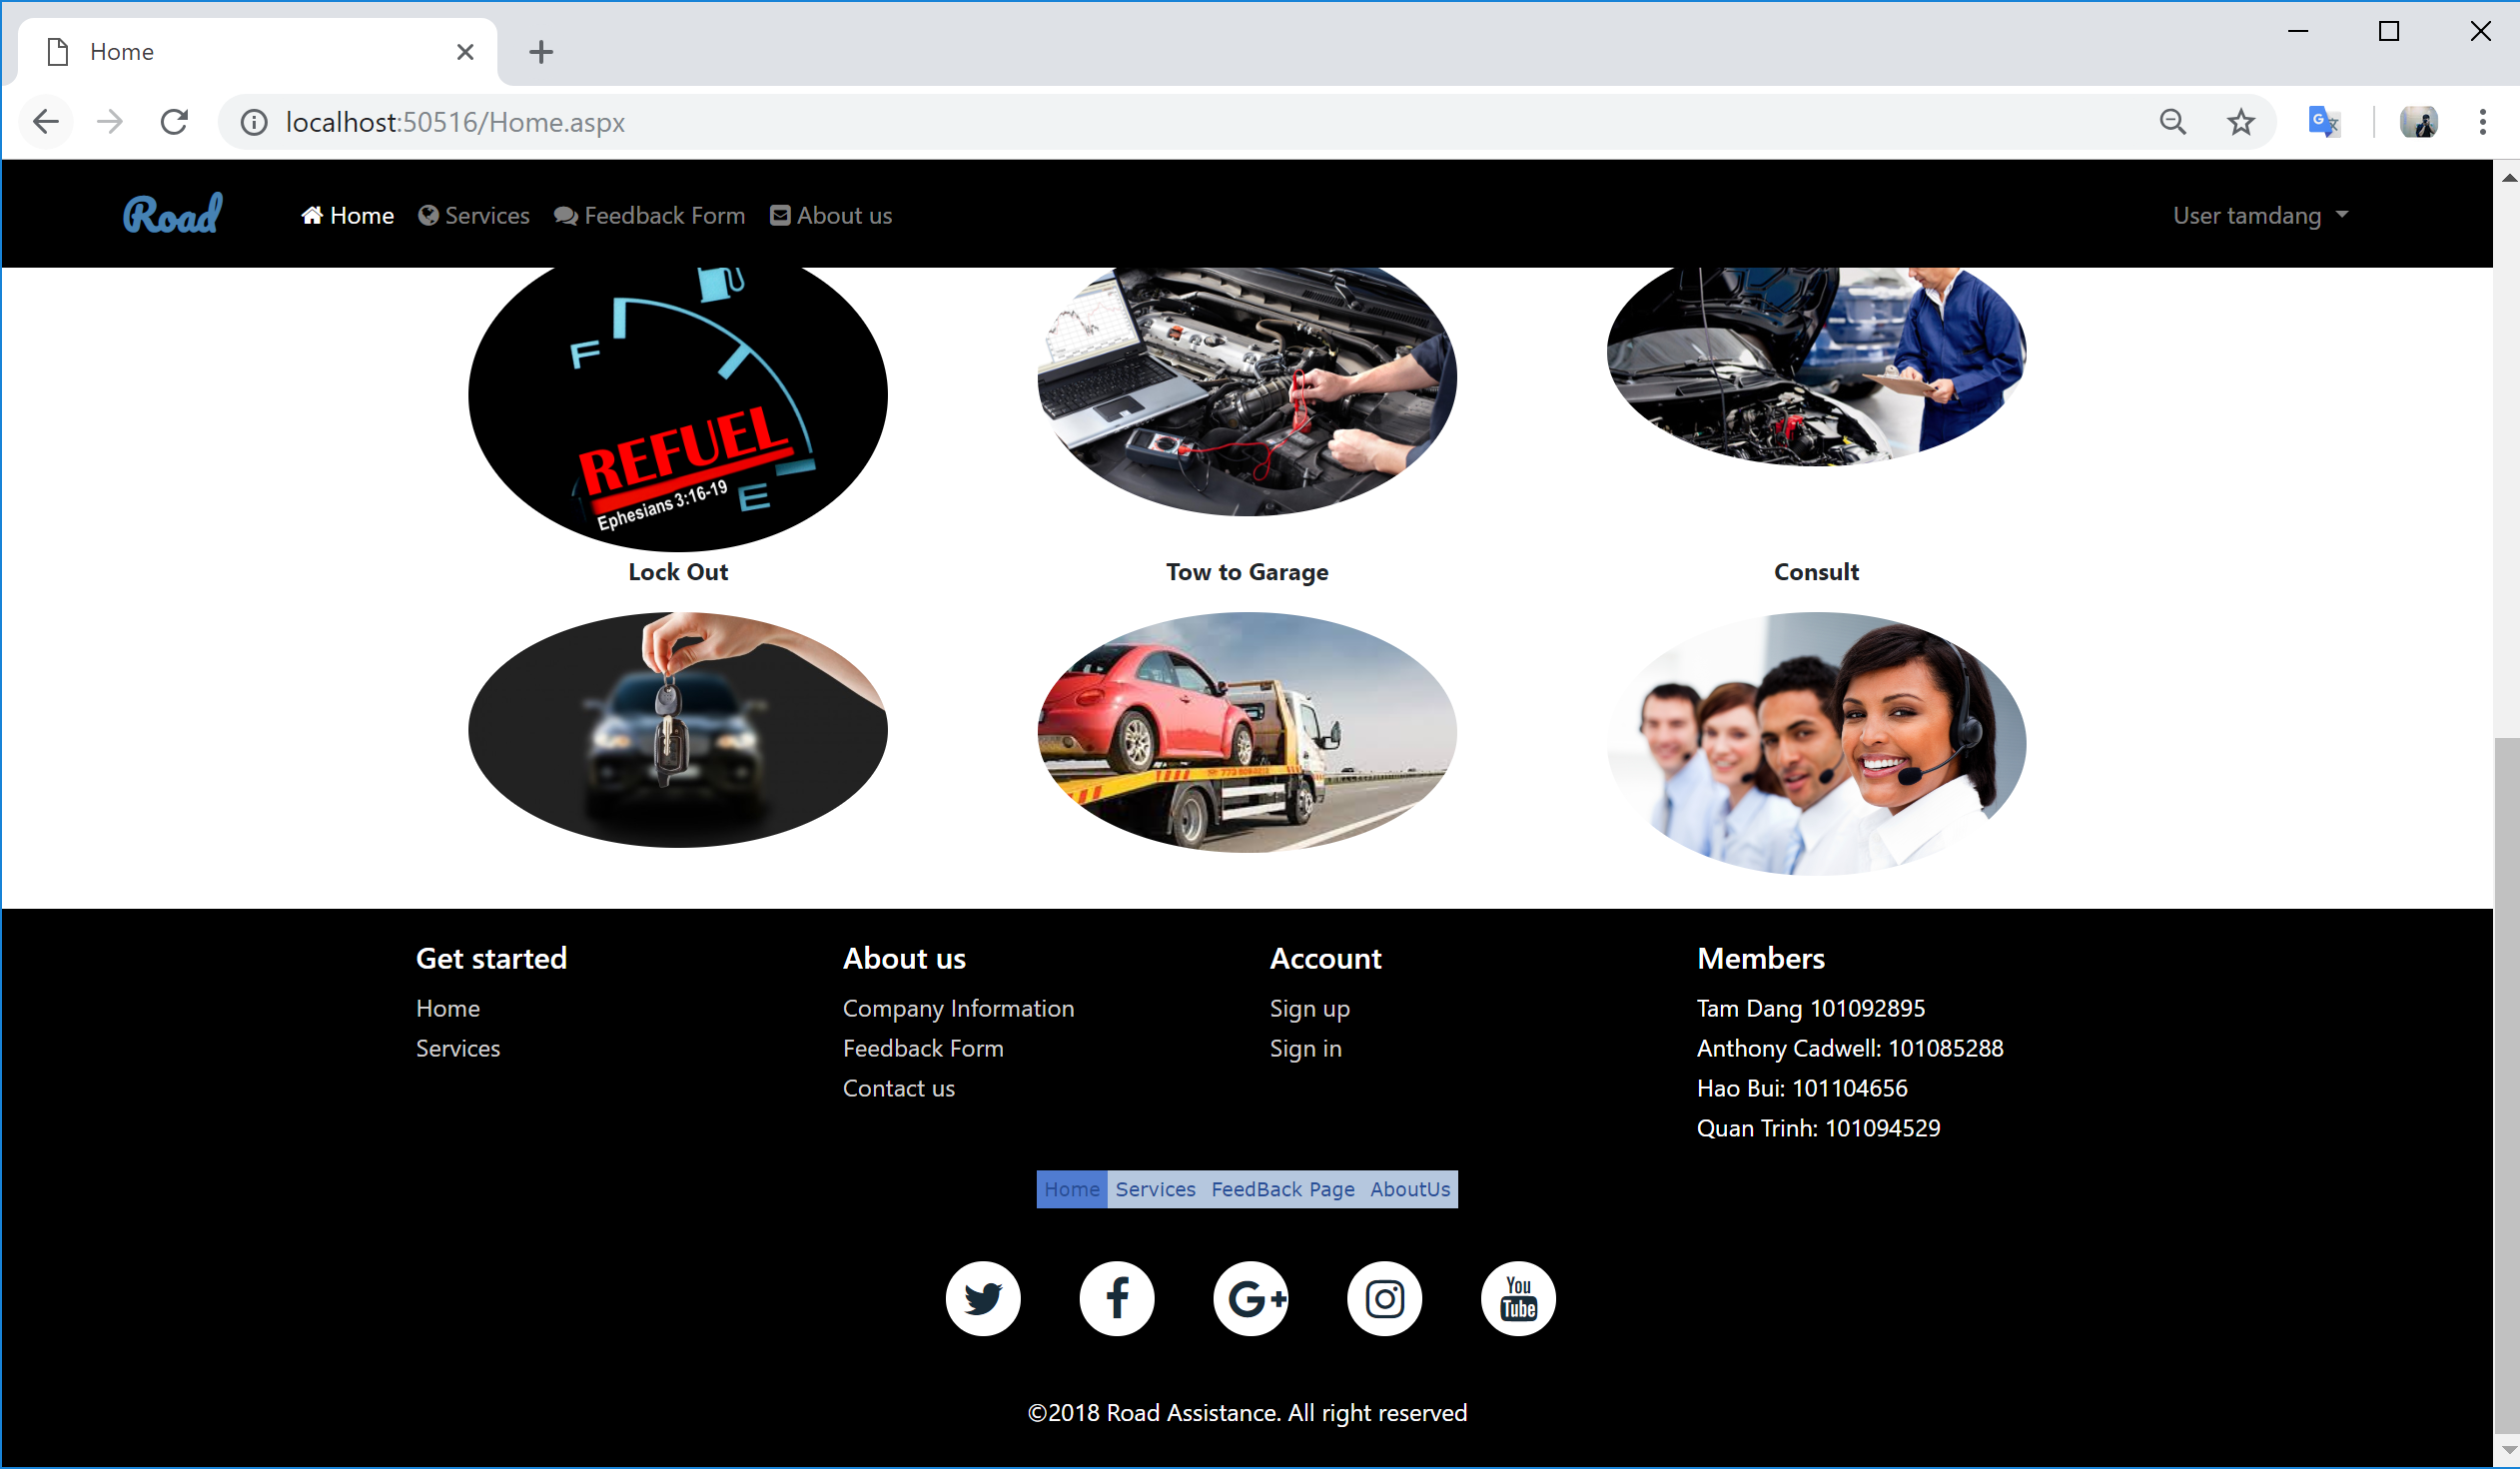 Home
localhost:50516/Home.aspx
Road
Home Services Feedback Form About us
User tamdang
F
REFUEL
Ephesians 3:16-19
E
Lock Out
Tow to Garage
Consult
Get started
Home
Services
About us
Company Information
Feedback Form
Contact us
Account
Sign up
Sign in
Members
Tam Dang 101092895
Anthony Cadwell: 101085288
Hao Bui: 101104656
Quan Trinh: 101094529
Home Services FeedBack Page AboutUs
You
Tube
©2018 Road Assistance. All right reserved